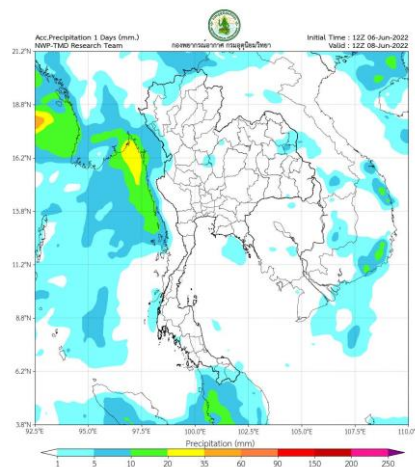 Acc.Precipitation 1 Days (mm.)
NWP-TMD Research Team
กองพยากรณ์อากาศ กรมอุตุนิยมวิทยา
Initial Time : 12Z 06-Jun-2022
Valid : 12Z 08-Jun-2022
21.2°N
18.8°N
16.2°N
13.8°N
11.2°N
8.8°N
6.2°N
3.8°N
92.5°E 95.0°E 97.5°E 100.0°E 102.5°E 105.0°E 107.5°E 110.0°E
Precipitation (mm)
1 5 10 20 35 60 90 150 200 250